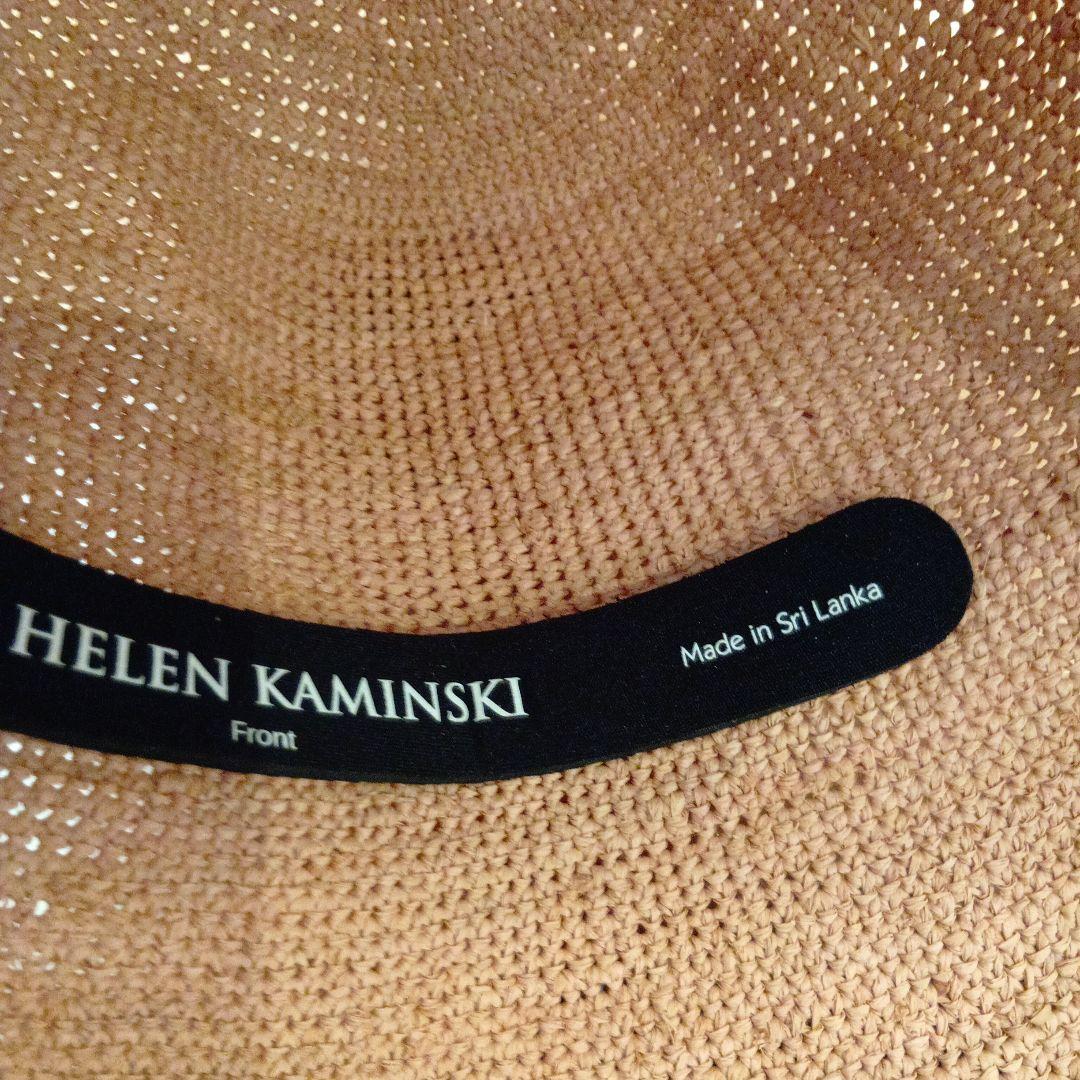 HELEN KAMINSKI
Front
Made in Sri Lanka